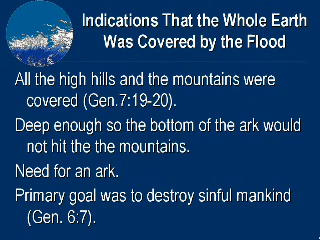 Indications That the Whole Earth
Was Covered by the Flood
All the high hills and the mountains were
covered (Gen.7:19-20).
Deep enough so the bottom of the ark would
not hit the the mountains.
Need for an ark.
Primary goal was to destroy sinful mankind
(Gen. 6:7).